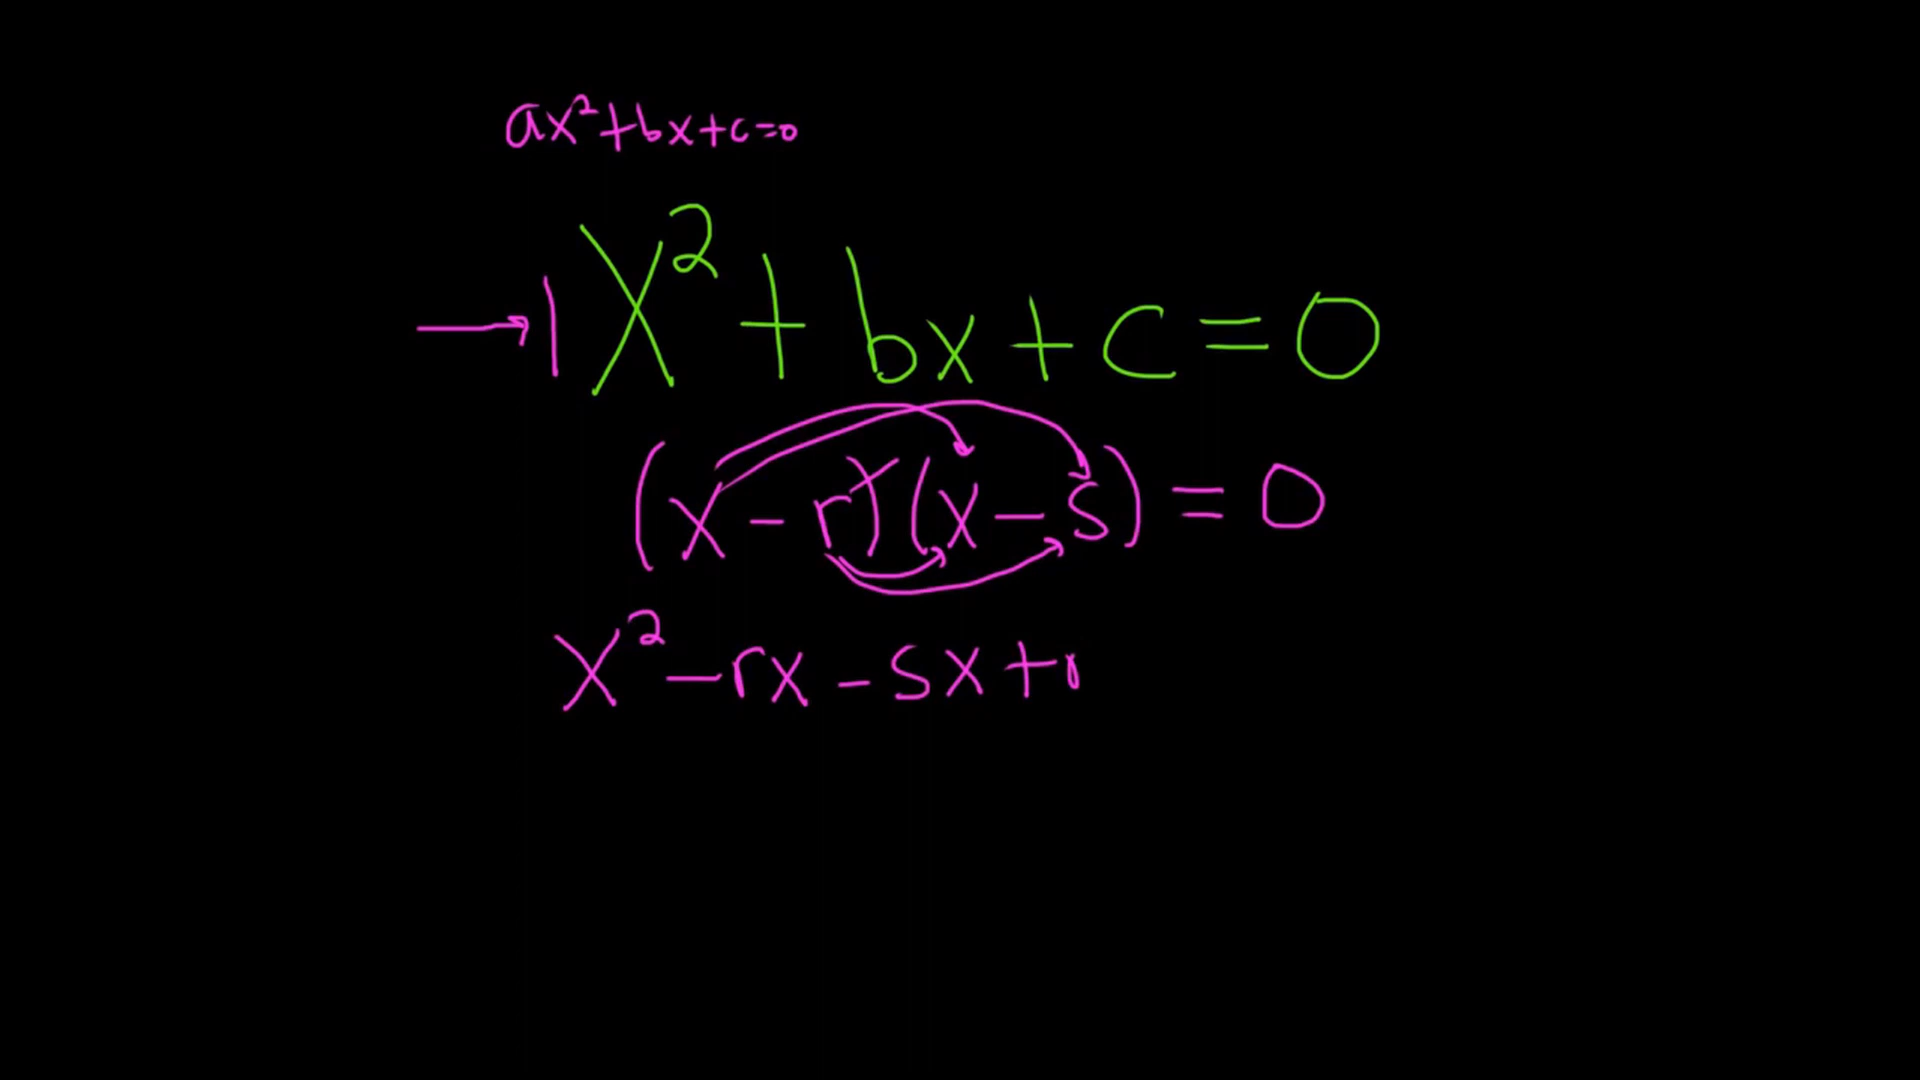 ax²+bx+c=0
→1x²+bx+c=0
(x-r)(x-s)=0
x²-rx-sx+